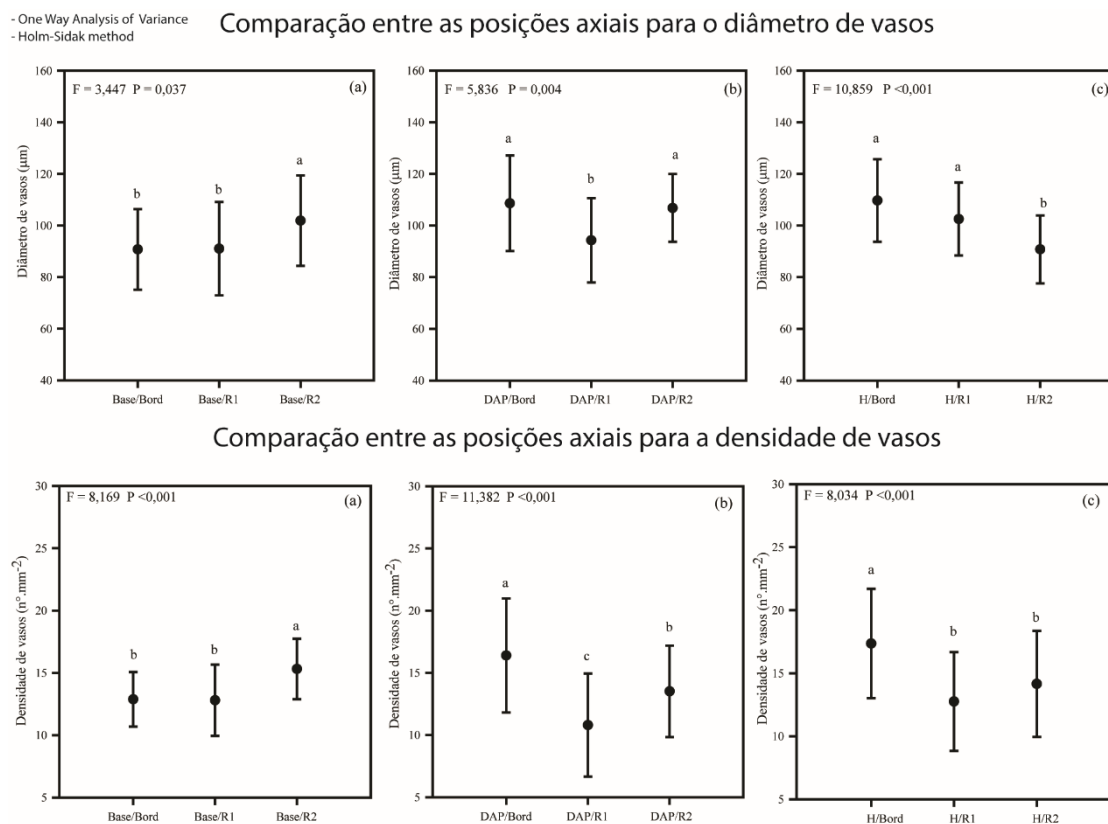 - One Way Analysis of Variance
- Holm-Sidak method
Comparação entre as posições axiais para o diâmetro de vasos
F = 3,447 P = 0,037
(a)
Diâmetro de vasos (µm)
160
140
120
100
80
60
40
b
b
a
Base/Bord
Base/R1
Base/R2
F = 5,836 P = 0,004
(b)
Diâmetro de vasos (µm)
160
140
120
100
80
60
40
a
b
a
DAP/Bord
DAP/R1
DAP/R2
F = 10,859 P <0,001
(c)
Diâmetro de vasos (µm)
160
140
120
100
80
60
40
a
a
b
H/Bord
H/R1
H/R2
Comparação entre as posições axiais para a densidade de vasos
F = 8,169 P <0,001
(a)
Densidade de vasos (n°.mm⁻²)
30
25
20
15
10
5
b
b
a
Base/Bord
Base/R1
Base/R2
F = 11,382 P <0,001
(b)
Densidade de vasos (n°.mm⁻²)
30
25
20
15
10
5
a
c
b
DAP/Bord
DAP/R1
DAP/R2
F = 8,034 P <0,001
(c)
Densidade de vasos (n°.mm⁻²)
30
25
20
15
10
5
a
b
b
H/Bord
H/R1
H/R2